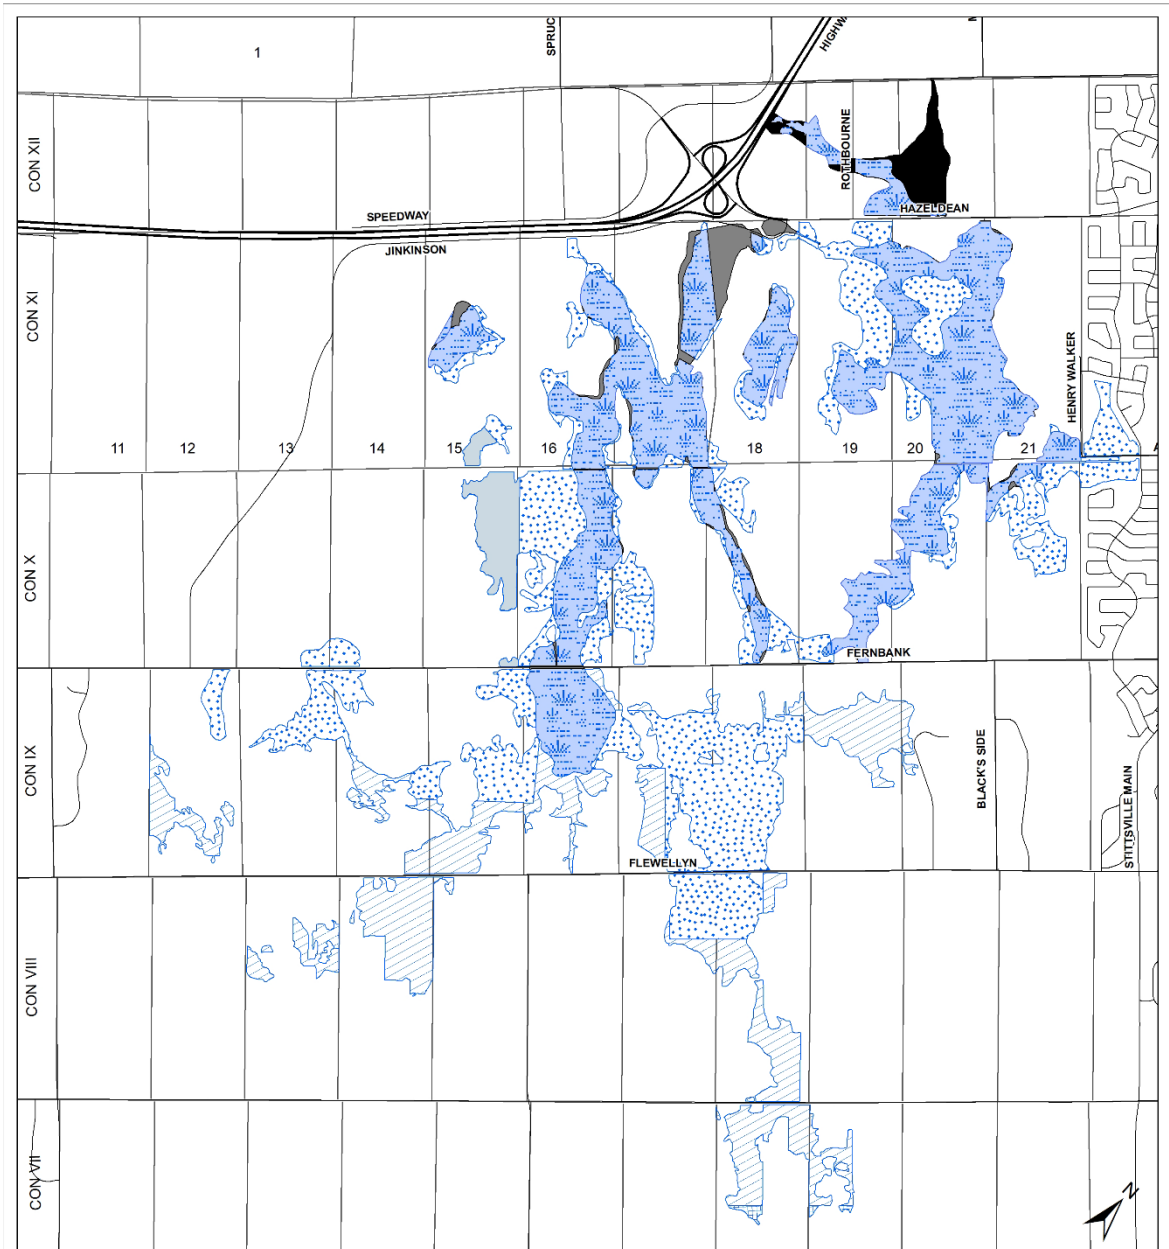 1
SPRUC
HIGHW
CON XII
ROTHBOURNE
HAZELDEAN
SPEEDWAY
JINKINSON
CON XI
HENRY WALKER
11 12 13 14 15 16 18 19 20 21 A
CON X
FERNBANK
CON IX
BLACK'S SIDE
STITTSVILLE MAIN
FLEWELLYN
CON VIII
CON VII
N